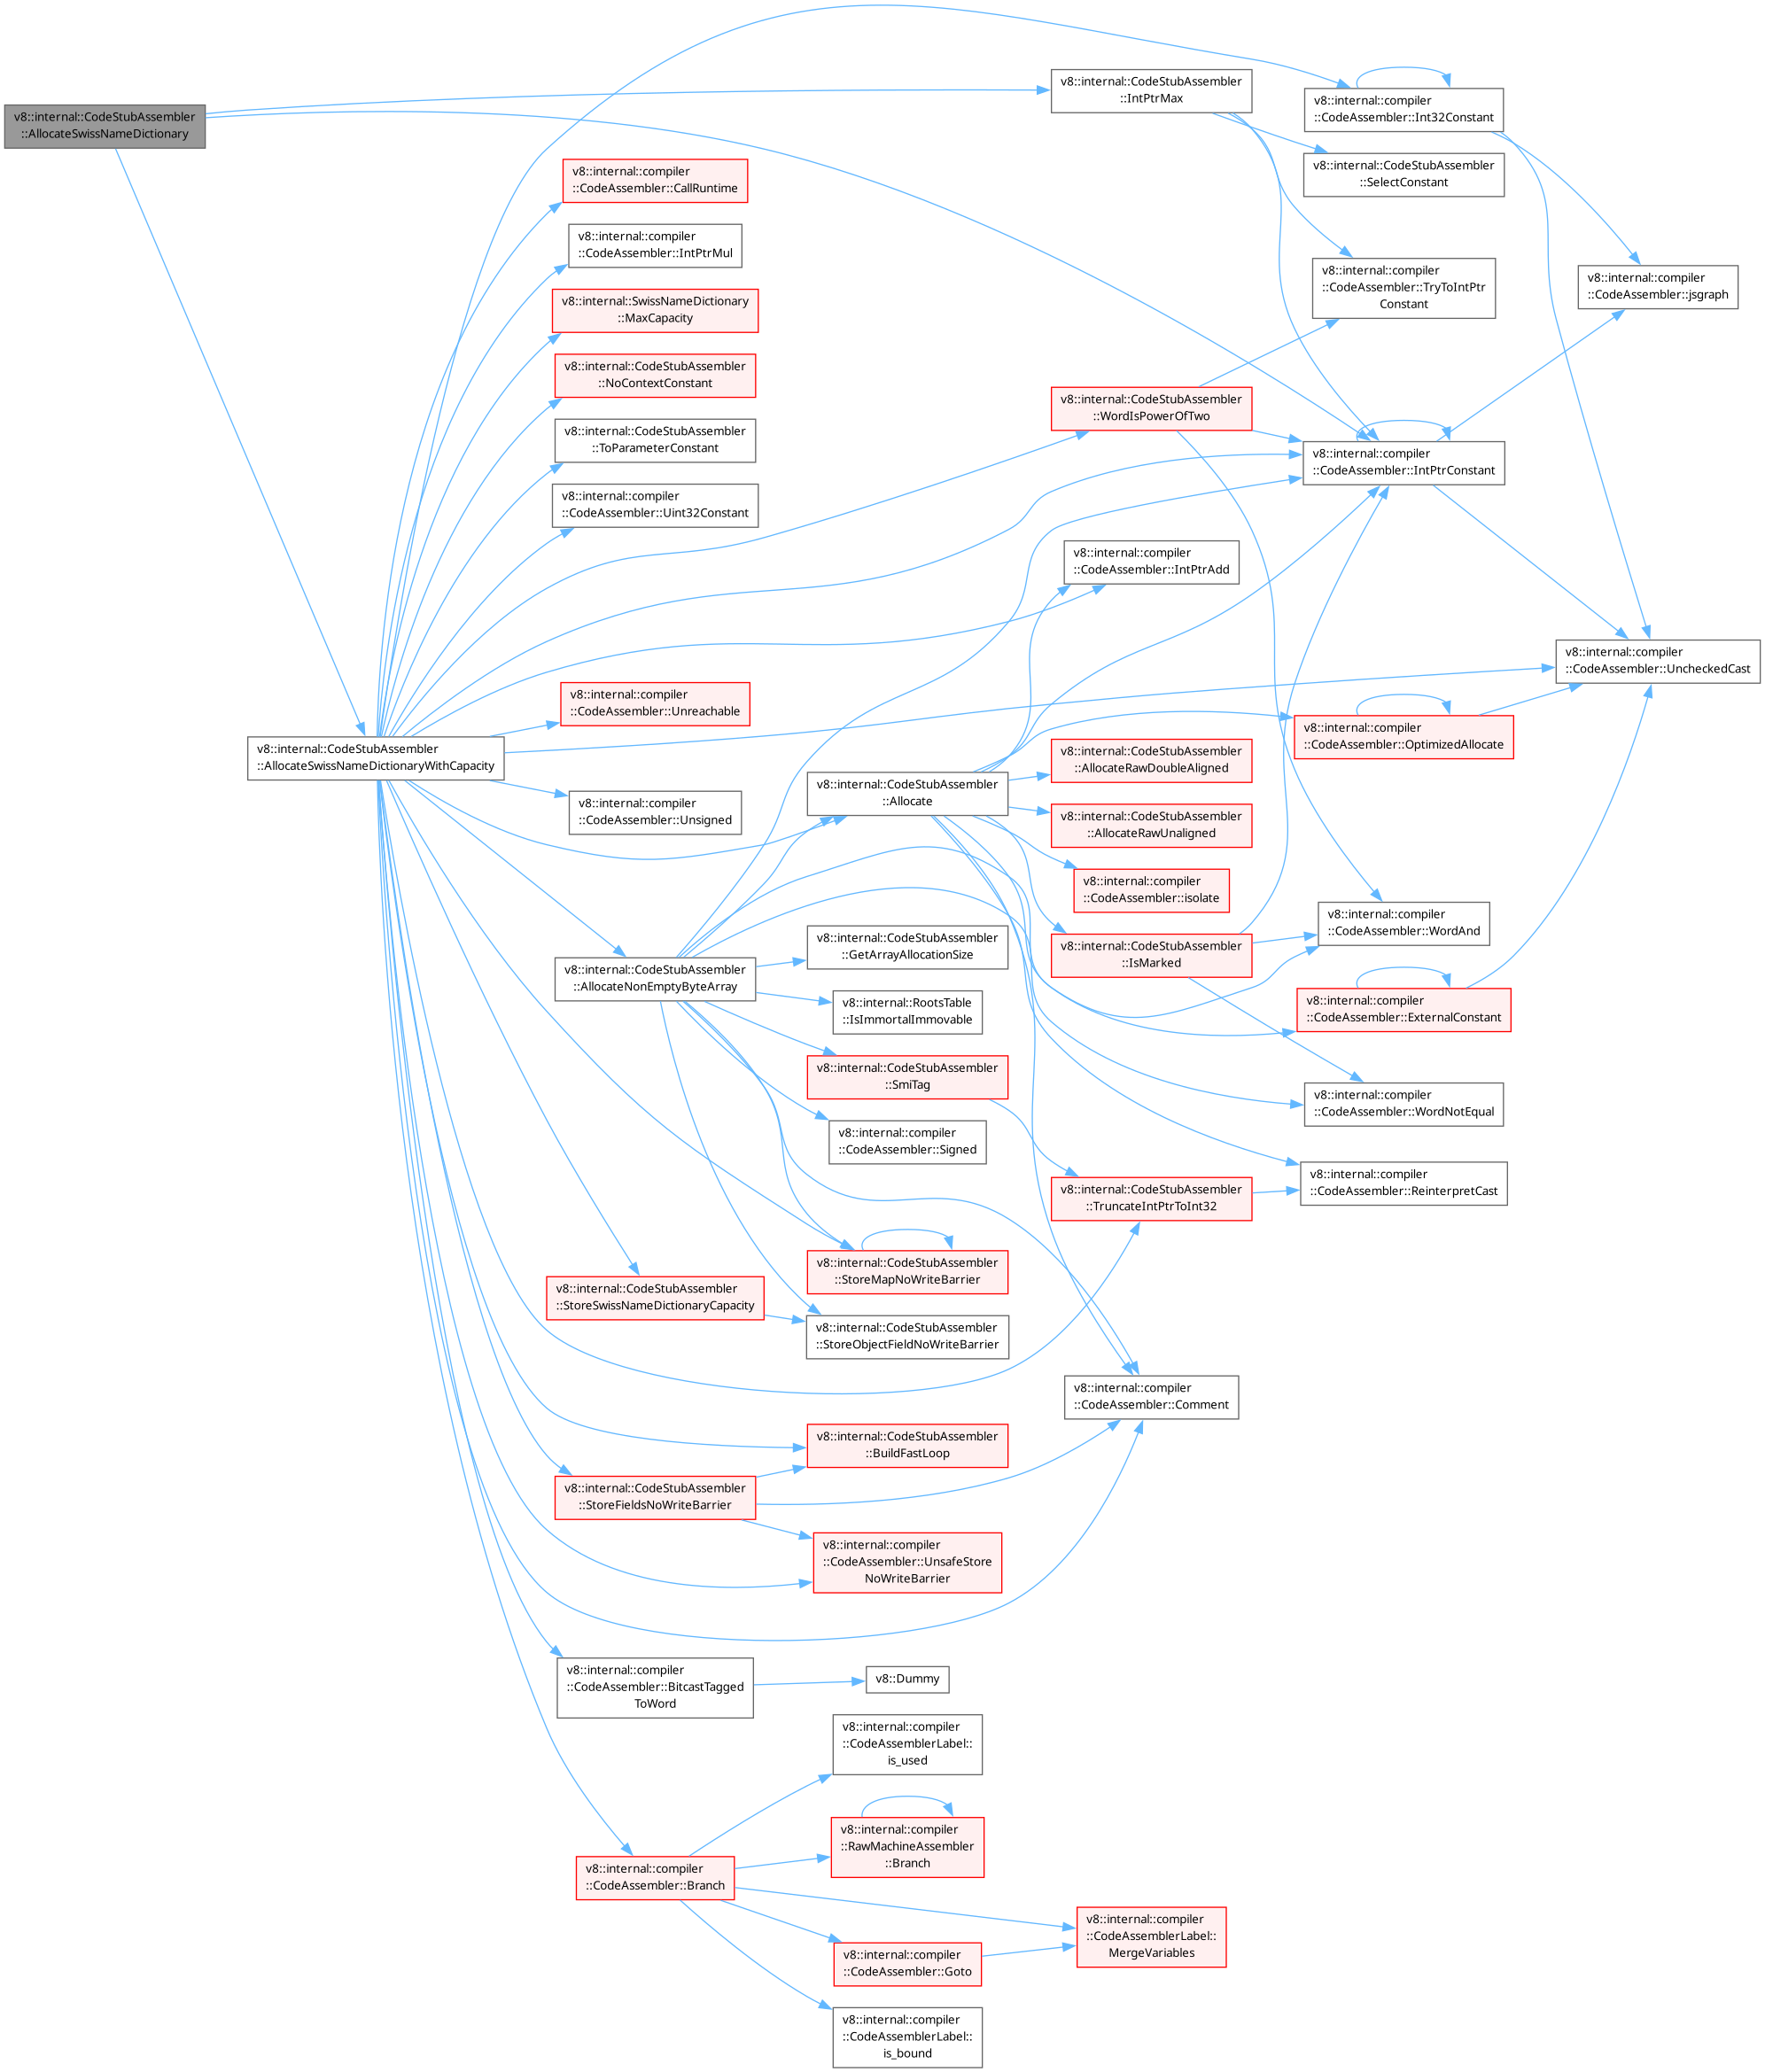 v8::internal::CodeStubAssembler
::AllocateSwissNameDictionary
v8::internal::CodeStubAssembler
::AllocateSwissNameDictionaryWithCapacity
v8::internal::compiler
::CodeAssembler::CallRuntime
v8::internal::compiler
::CodeAssembler::IntPtrMul
v8::internal::SwissNameDictionary
::MaxCapacity
v8::internal::CodeStubAssembler
::NoContextConstant
v8::internal::CodeStubAssembler
::ToParameterConstant
v8::internal::compiler
::CodeAssembler::Uint32Constant
v8::internal::compiler
::CodeAssembler::Unreachable
v8::internal::compiler
::CodeAssembler::Unsigned
v8::internal::CodeStubAssembler
::AllocateNonEmptyByteArray
v8::internal::CodeStubAssembler
::StoreSwissNameDictionaryCapacity
v8::internal::CodeStubAssembler
::StoreFieldsNoWriteBarrier
v8::internal::compiler
::CodeAssembler::BitcastTagged
ToWord
v8::internal::compiler
::CodeAssembler::Branch
v8::internal::CodeStubAssembler
::Allocate
v8::internal::CodeStubAssembler
::GetArrayAllocationSize
v8::internal::RootsTable
::IsImmortalImmovable
v8::internal::CodeStubAssembler
::SmiTag
v8::internal::compiler
::CodeAssembler::Signed
v8::internal::CodeStubAssembler
::StoreMapNoWriteBarrier
v8::internal::CodeStubAssembler
::StoreObjectFieldNoWriteBarrier
v8::internal::CodeStubAssembler
::BuildFastLoop
v8::internal::compiler
::CodeAssembler::UnsafeStore
NoWriteBarrier
v8::Dummy
v8::internal::compiler
::CodeAssemblerLabel::
is_used
v8::internal::compiler
::RawMachineAssembler
::Branch
v8::internal::compiler
::CodeAssembler::Goto
v8::internal::compiler
::CodeAssemblerLabel::
is_bound
v8::internal::CodeStubAssembler
::IntPtrMax
v8::internal::CodeStubAssembler
::WordIsPowerOfTwo
v8::internal::compiler
::CodeAssembler::IntPtrAdd
v8::internal::CodeStubAssembler
::AllocateRawDoubleAligned
v8::internal::CodeStubAssembler
::AllocateRawUnaligned
v8::internal::compiler
::CodeAssembler::isolate
v8::internal::CodeStubAssembler
::IsMarked
v8::internal::CodeStubAssembler
::TruncateIntPtrToInt32
v8::internal::compiler
::CodeAssembler::Comment
v8::internal::compiler
::CodeAssemblerLabel::
MergeVariables
v8::internal::compiler
::CodeAssembler::Int32Constant
v8::internal::CodeStubAssembler
::SelectConstant
v8::internal::compiler
::CodeAssembler::TryToIntPtr
Constant
v8::internal::compiler
::CodeAssembler::IntPtrConstant
v8::internal::compiler
::CodeAssembler::OptimizedAllocate
v8::internal::compiler
::CodeAssembler::WordAnd
v8::internal::compiler
::CodeAssembler::ExternalConstant
v8::internal::compiler
::CodeAssembler::WordNotEqual
v8::internal::compiler
::CodeAssembler::ReinterpretCast
v8::internal::compiler
::CodeAssembler::jsgraph
v8::internal::compiler
::CodeAssembler::UncheckedCast